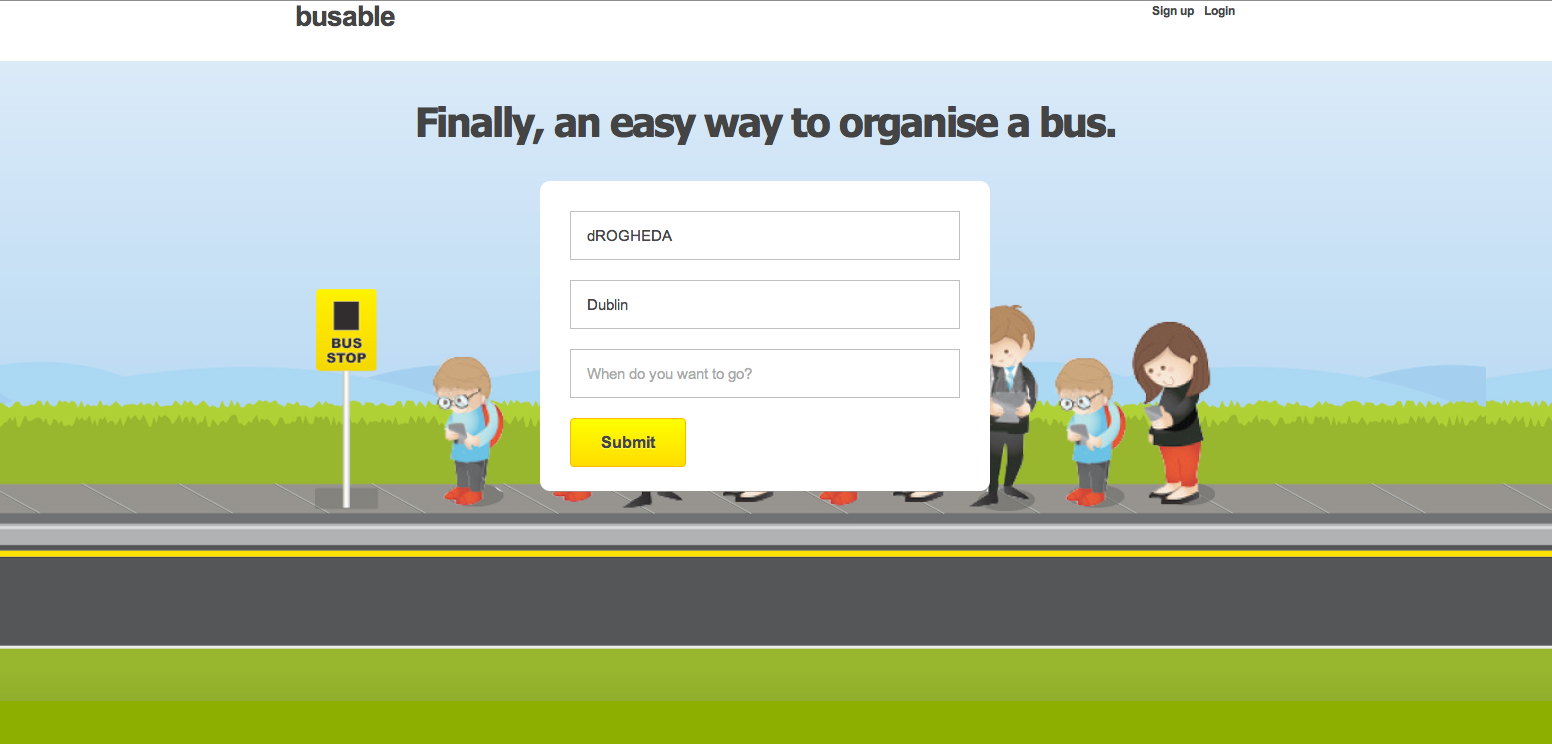 busable
Sign up Login
Finally, an easy way to organise a bus.
dROGHEDA
Dublin
BUS
STOP
When do you want to go?
Submit